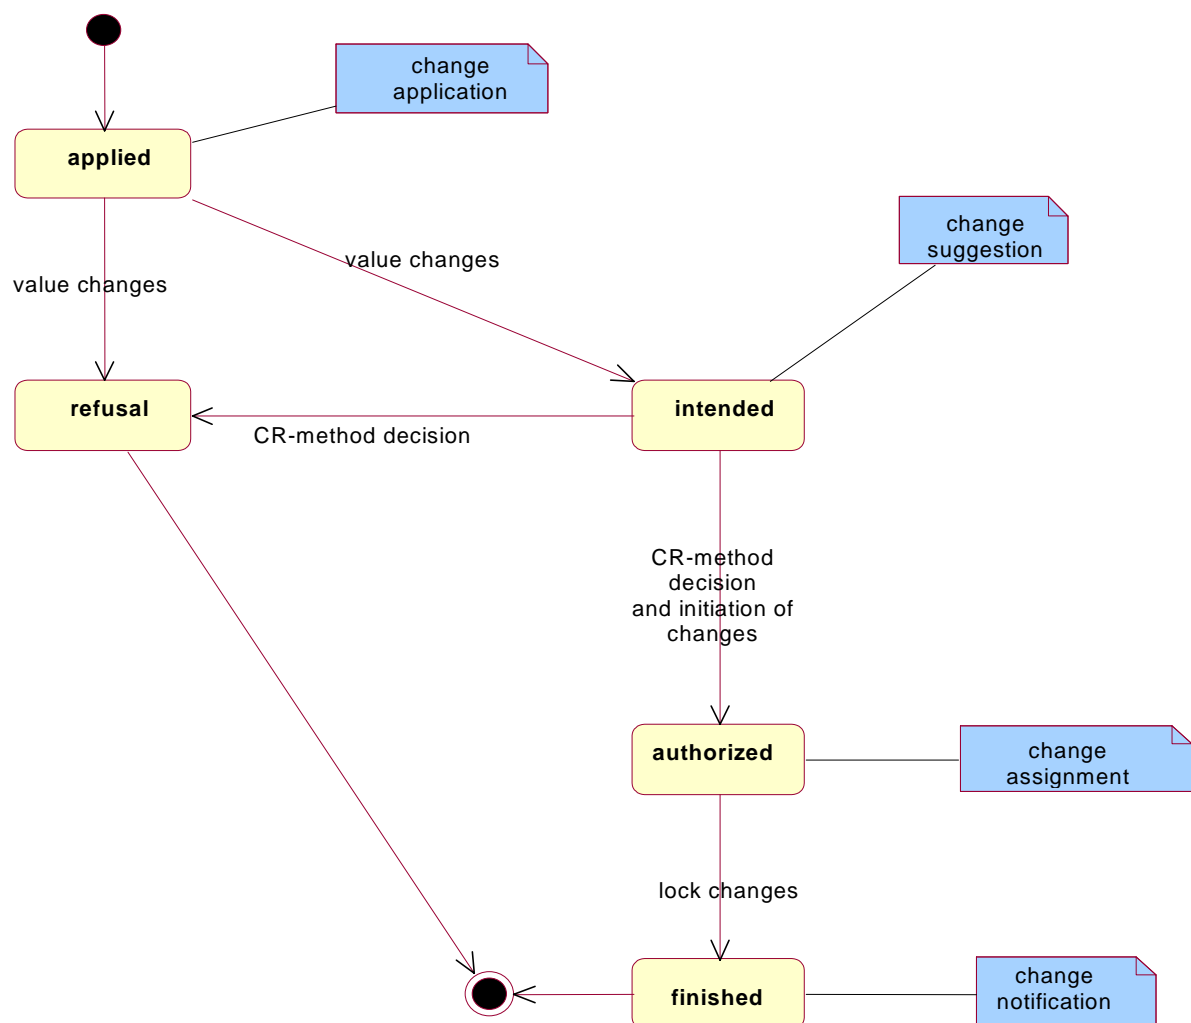 change
application
applied
change
suggestion
value changes
value changes
refusal
intended
CR-method decision
CR-method
decision
and initiation of
changes
authorized
change
assignment
lock changes
change
notification
finished